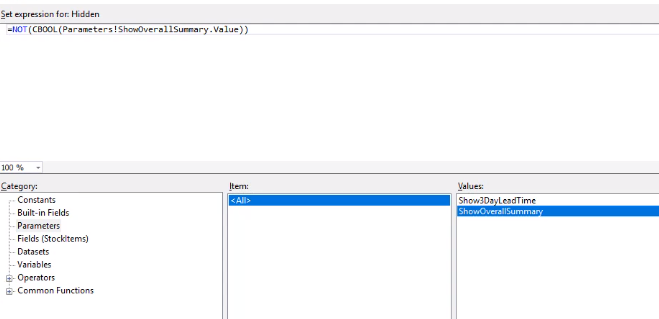 Set expression for: Hidden
=NOT(CBOOL(Parameters!ShowOverallSummary.Value))
100 %
Category:
Constants
Built-in Fields
Parameters
Fields (StockItems)
Datasets
Variables
Operators
Common Functions
Item:
<All>
Values:
Show3DayLeadTime
ShowOverallSummary